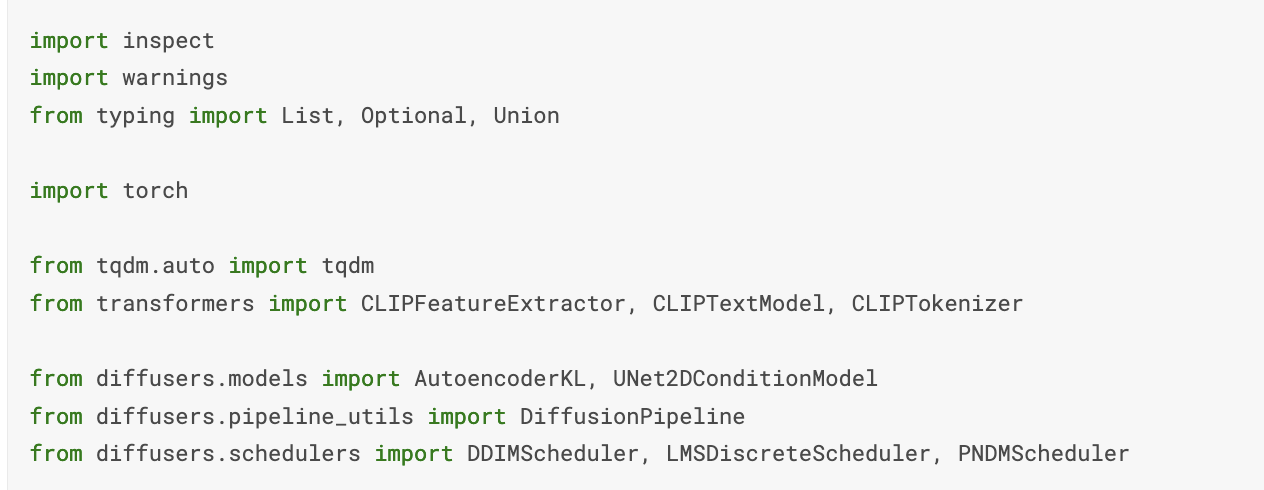 import inspect
import warnings
from typing import List, Optional, Union
import torch
from tqdm.auto import tqdm
from transformers import CLIPFeatureExtractor, CLIPTextModel, CLIPTokenizer
from diffusers.models import AutoencoderKL, UNet2DConditionModel
from diffusers.pipeline_utils import DiffusionPipeline
from diffusers.schedulers import DDIMScheduler, LMSDiscreteScheduler, PNDMScheduler